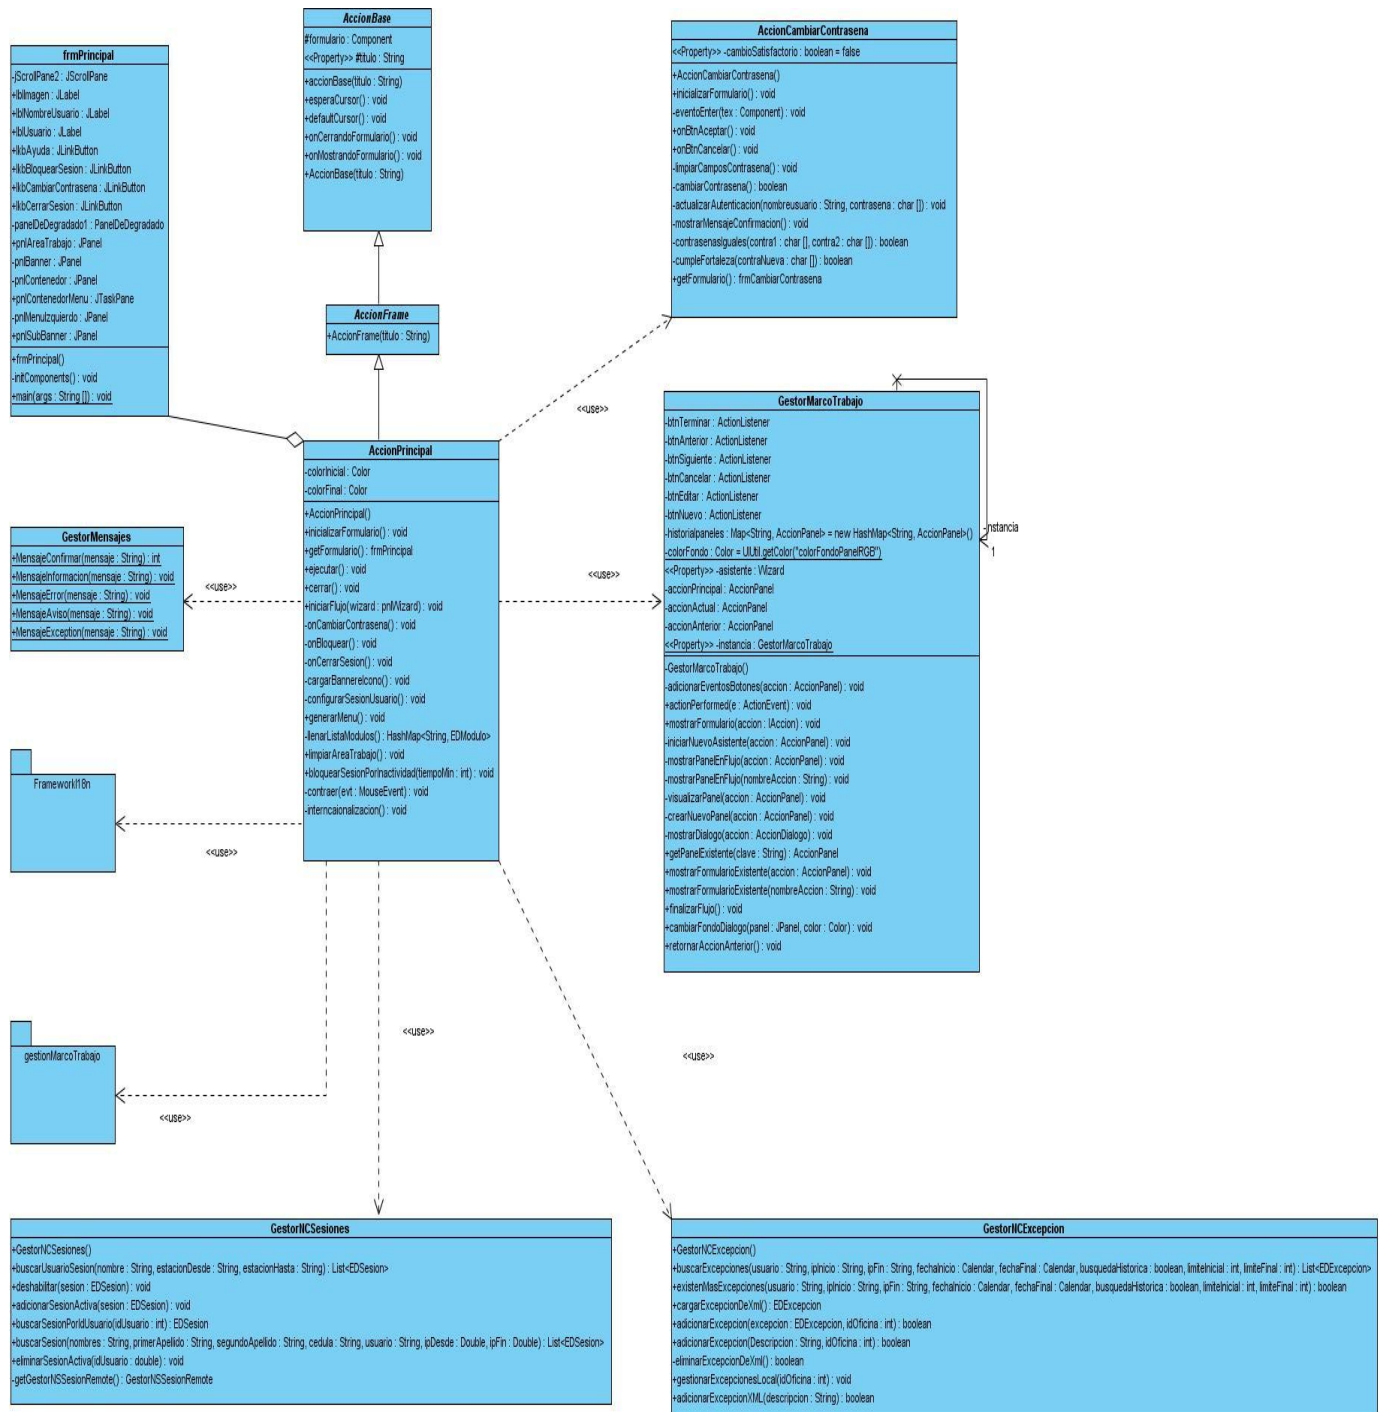 AccionBase
#formulario : Component
<<Property>> #titulo : String
+accionBase(titulo : String)
+esperaCursor() : void
+defaultCursor() : void
+onCerrandoFormulario() : void
+onMostrandoFormulario() : void
+AccionBase(titulo : String)
AccionCambiarContrasena
<<Property>> -cambioSatisfactorio : boolean = false
+AccionCambiarContrasena()
+inicializarFormulario() : void
-eventoEnter(tex : Component) : void
+onBtnAceptar() : void
+onBtnCancelar() : void
-limpiarCamposContrasena() : void
-cambiarContrasena() : boolean
-actualizarAutenticacion(nombreusuario : String, contrasena : char []) : void
-mostrarMensajeConfirmacion() : void
-contrasenasIguales(contra1 : char [], contra2 : char []) : boolean
-cumpleFortaleza(contraNueva : char []) : boolean
+getFormulario() : frmCambiarContrasena
frmPrincipal
-jScrollPane2 : JScrollPane
+lblImagen : JLabel
+lblNombreUsuario : JLabel
+lblUsuario : JLabel
+lkbAyuda : JLinkButton
+lkbBloquearSesion : JLinkButton
+lkbCambiarContrasena : JLinkButton
+lkbCerrarSesion : JLinkButton
-panelDeDegradado1 : PanelDeDegradado
+pnlAreaTrabajo : JPanel
-pnlBanner : JPanel
-pnlContenedor : JPanel
+pnlContenedorMenu : JTaskPane
-pnlMenuIzquierdo : JPanel
+pnlSubBanner : JPanel
+frmPrincipal()
-initComponents() : void
+main(args : String []) : void
AccionFrame
+AccionFrame(titulo : String)
<<use>>
GestorMarcoTrabajo
-btnTerminar : ActionListener
-btnAnterior : ActionListener
-btnSiguiente : ActionListener
-btnCancelar : ActionListener
-btnEditar : ActionListener
-btnNuevo : ActionListener
-historialpaneles : Map<String, AccionPanel> = new HashMap<String, AccionPanel>()
-colorFondo : Color = UIUtil.getColor("colorFondoPanelRGB")
<<Property>> -asistente : Wizard
-accionPrincipal : AccionPanel
-accionActual : AccionPanel
-accionAnterior : AccionPanel
<<Property>> -instancia : GestorMarcoTrabajo
-GestorMarcoTrabajo()
-adicionarEventosBotones(accion : AccionPanel) : void
+actionPerformed(e : ActionEvent) : void
+mostrarFormulario(accion : IAccion) : void
-iniciarNuevoAsistente(accion : AccionPanel) : void
-mostrarPanelEnFlujo(accion : AccionPanel) : void
-mostrarPanelEnFlujo(nombreAccion : String) : void
-visualizarPanel(accion : AccionPanel) : void
-crearNuevoPanel(accion : AccionPanel) : void
-mostrarDialogo(accion : AccionDialogo) : void
+getPanelExistente(clave : String) : AccionPanel
+mostrarFormularioExistente(accion : AccionPanel) : void
+mostrarFormularioExistente(nombreAccion : String) : void
+finalizarFlujo() : void
+cambiarFondoDialogo(panel : JPanel, color : Color) : void
+retornarAccionAnterior() : void
-instancia
1
AccionPrincipal
-colorInicial : Color
-colorFinal : Color
+AccionPrincipal()
+inicializarFormulario() : void
+getFormulario() : frmPrincipal
+ejecutar() : void
+cerrar() : void
+iniciarFlujo(wizard : pnlWizard) : void
-onCambiarContrasena() : void
-onBloquear() : void
-onCerrarSesion() : void
-cargarBannereIcono() : void
-configurarSesionUsuario() : void
+generarMenu() : void
-llenarListaModulos() : HashMap<String, EDModulo>
+limpiarAreaTrabajo() : void
+bloquearSesionPorInactividad(tiempoMin : int) : void
-contraer(evt : MouseEvent) : void
-interncaionalizacion() : void
GestorMensajes
+MensajeConfirmar(mensaje : String) : int
+MensajeInformacion(mensaje : String) : void
+MensajeError(mensaje : String) : void
+MensajeAviso(mensaje : String) : void
+MensajeException(mensaje : String) : void
<<use>>
<<use>>
FrameworkI18n
<<use>>
gestionMarcoTrabajo
<<use>>
<<use>>
<<use>>
GestorNCSesiones
+GestorNCSesiones()
+buscarUsuarioSesion(nombre : String, estacionDesde : String, estacionHasta : String) : List<EDSesion>
+deshabilitar(sesion : EDSesion) : void
+adicionarSesionActiva(sesion : EDSesion) : void
+buscarSesionPorIdUsuario(idUsuario : int) : EDSesion
+buscarSesion(nombres : String, primerApellido : String, segundoApellido : String, cedula : String, usuario : String, ipDesde : Double, ipFin : Double) : List<EDSesion>
+eliminarSesionActiva(idUsuario : double) : void
-getGestorNSSesionRemote() : GestorNSSesionRemote
GestorNCExcepcion
+GestorNCExcepcion()
+buscarExcepciones(usuario : String, ipInicio : String, ipFin : String, fechaInicio : Calendar, fechaFinal : Calendar, busquedaHistorica : boolean, limiteInicial : int, limiteFinal : int) : List<EDExcepcion>
+existenMasExcepciones(usuario : String, ipInicio : String, ipFin : String, fechaInicio : Calendar, fechaFinal : Calendar, busquedaHistorica : boolean, limiteInicial : int, limiteFinal : int) : boolean
+cargarExcepcionDeXml() : EDExcepcion
+adicionarExcepcion(excepcion : EDExcepcion, idOficina : int) : boolean
+adicionarExcepcion(Descripcion : String, idOficina : int) : boolean
-eliminarExcepcionDeXml() : boolean
+gestionarExcepcionesLocal(idOficina : int) : void
+adicionarExcepcionXML(descripcion : String) : boolean